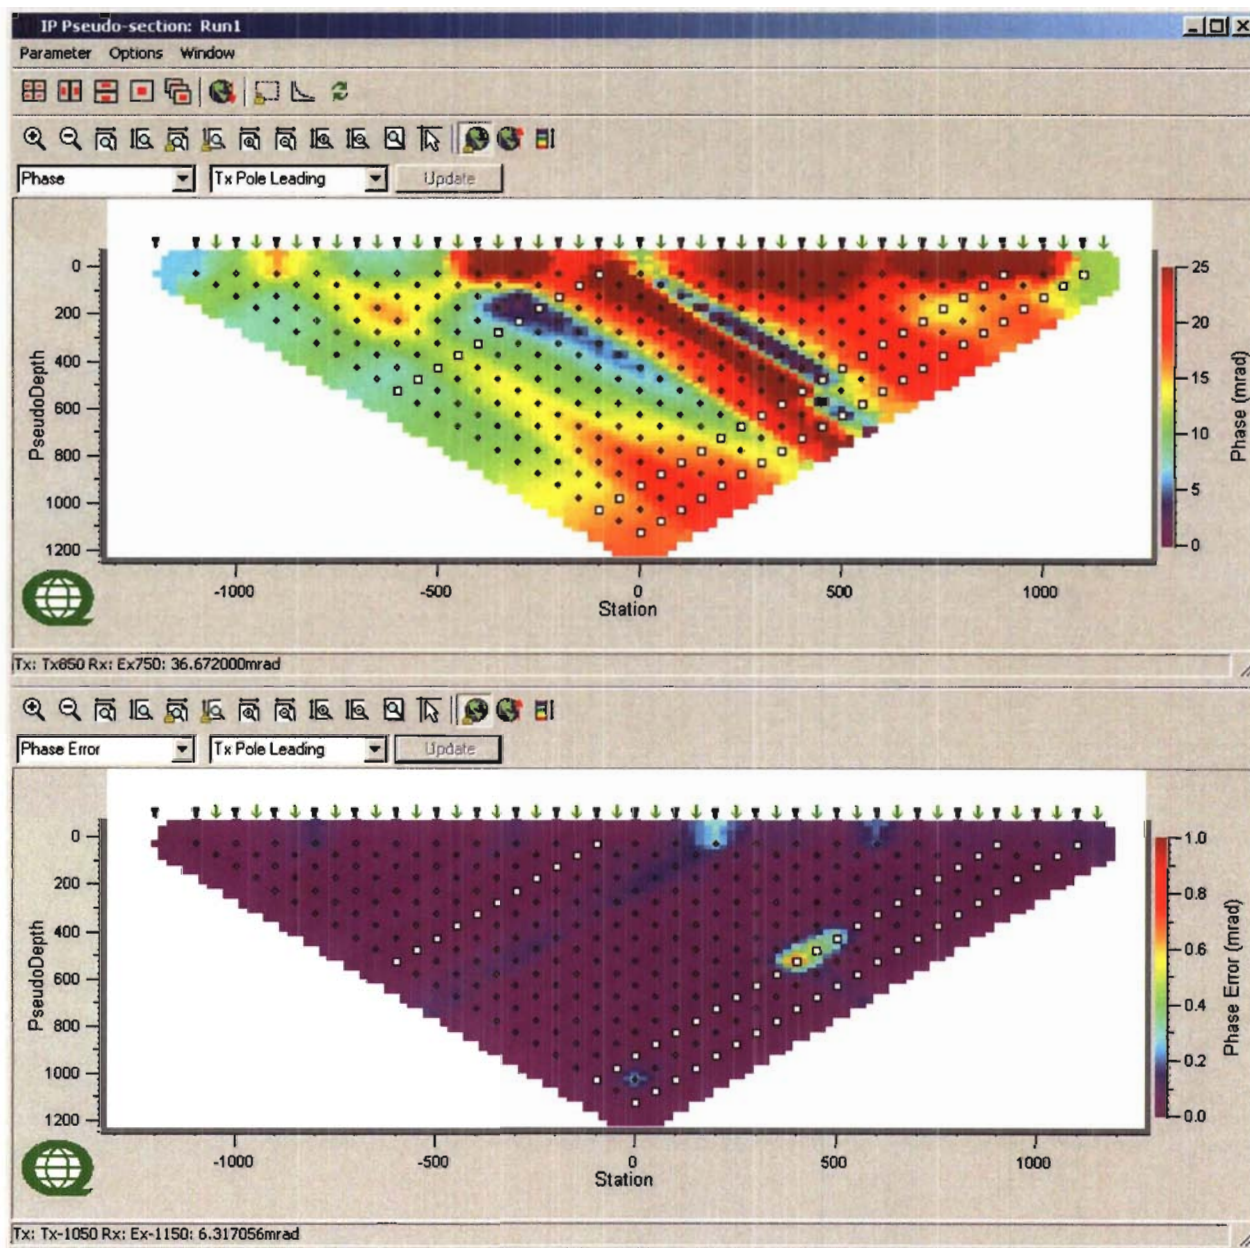 IP Pseudo-section: Run1
Parameter Options Window
Phase Tx Pole Leading Update
0
200
400
600
800
1000
1200
PseudoDepth
25
20
15
10
5
0
Phase (mrad)
-1000 -500 0 500 1000
Station
Tx: Tx850 Rx: Ex750: 36.672000mrad
Phase Error Tx Pole Leading Update
0
200
400
600
800
1000
1200
PseudoDepth
1.0
0.8
0.6
0.4
0.2
0.0
Phase Error (mrad)
-1000 -500 0 500 1000
Station
Tx: Tx-1050 Rx: Ex-1150: 6.317056mrad